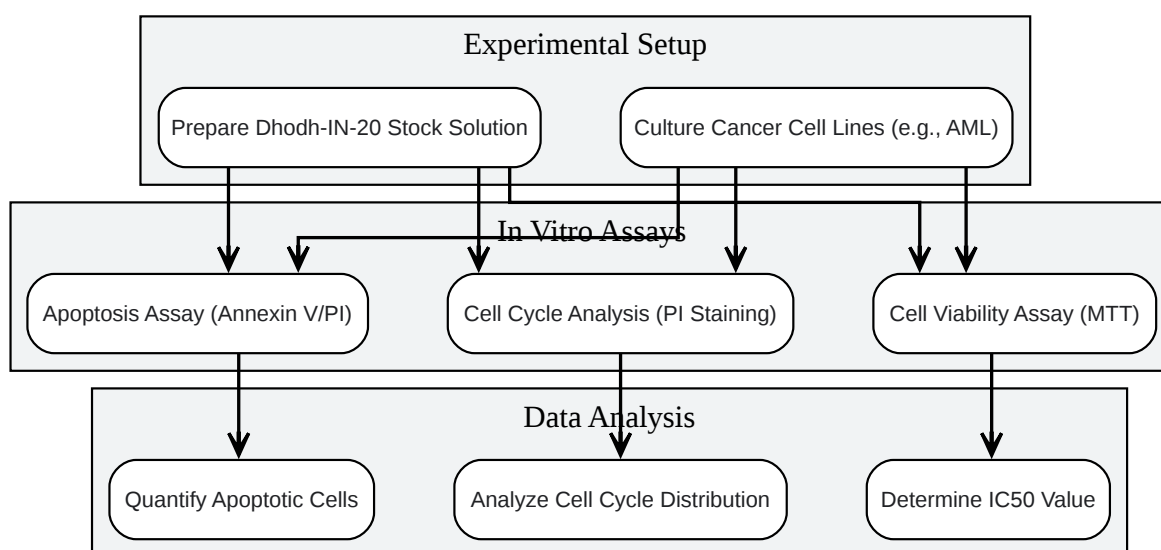 Experimental Setup
Prepare Dhodh-IN-20 Stock Solution
Culture Cancer Cell Lines (e.g., AML)
In Vitro Assays
Apoptosis Assay (Annexin V/PI)
Cell Cycle Analysis (PI Staining)
Cell Viability Assay (MTT)
Data Analysis
Quantify Apoptotic Cells
Analyze Cell Cycle Distribution
Determine IC50 Value